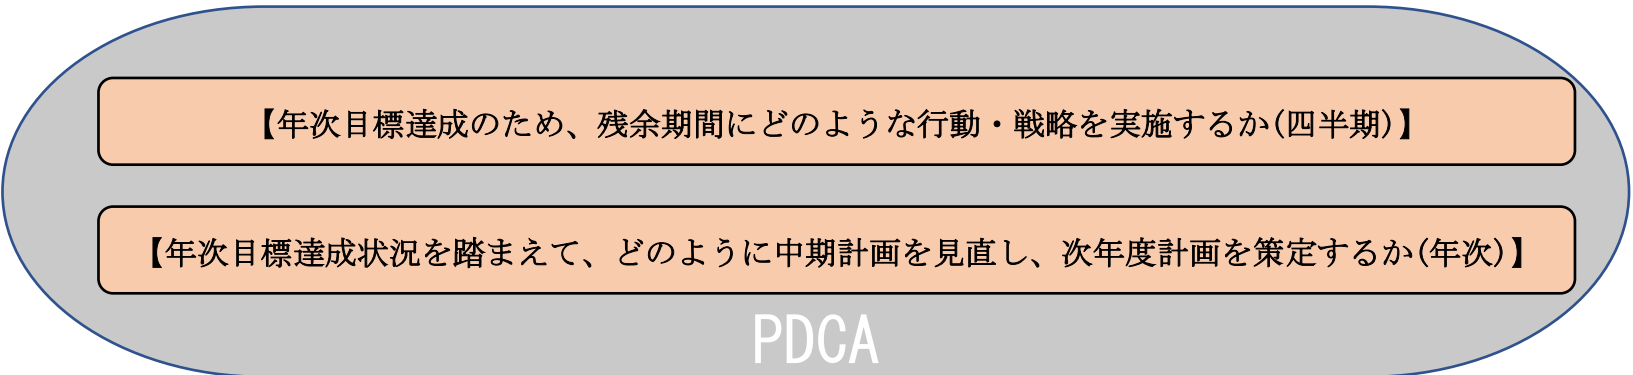 【年次目標達成のため、残余期間にどのような行動・戦略を実施するか(四半期)】
【年次目標達成状況を踏まえて、どのように中期計画を見直し、次年度計画を策定するか(年次)】
PDCA